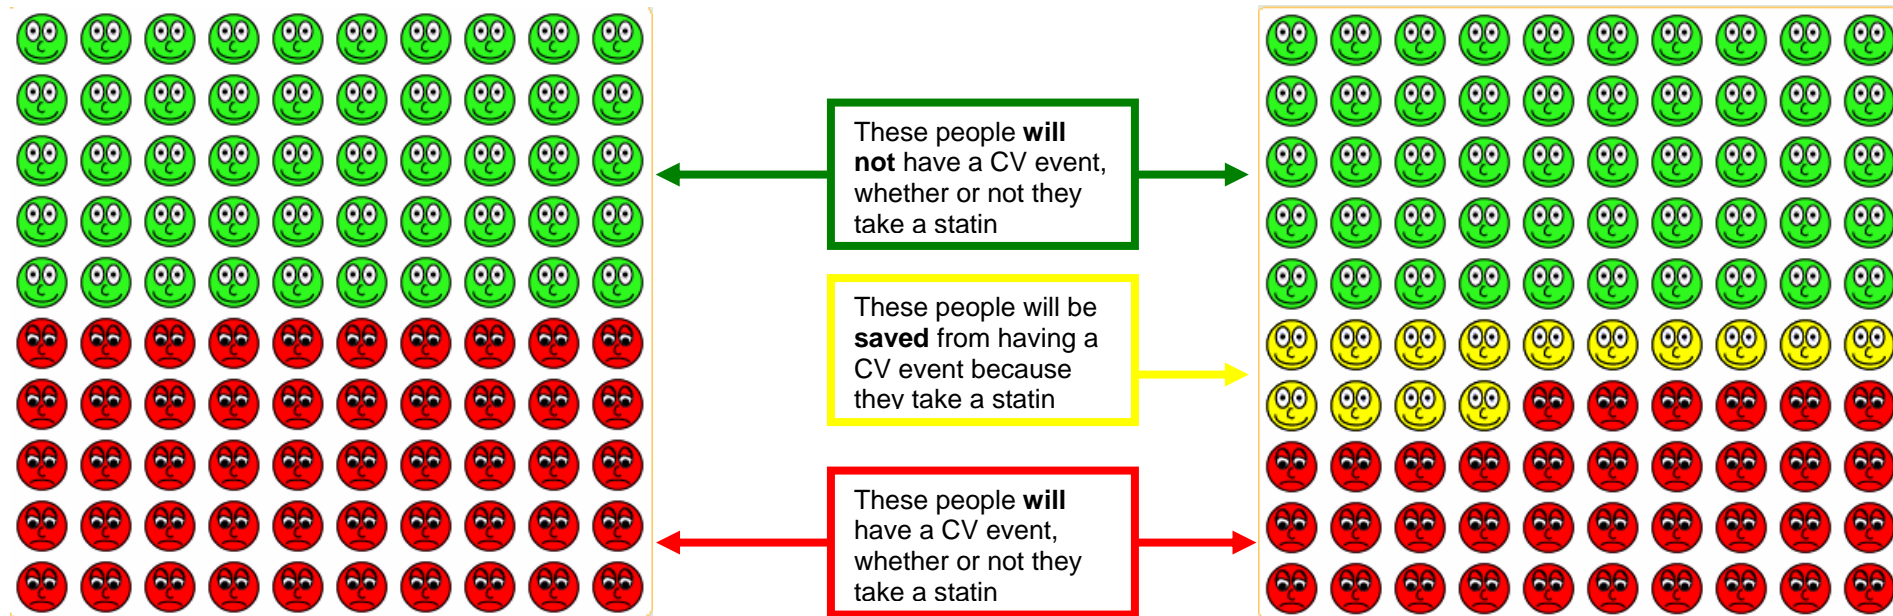 These people will
not have a CV event,
whether or not they
take a statin
These people will be
saved from having a
CV event because
they take a statin
These people will
have a CV event,
whether or not they
take a statin